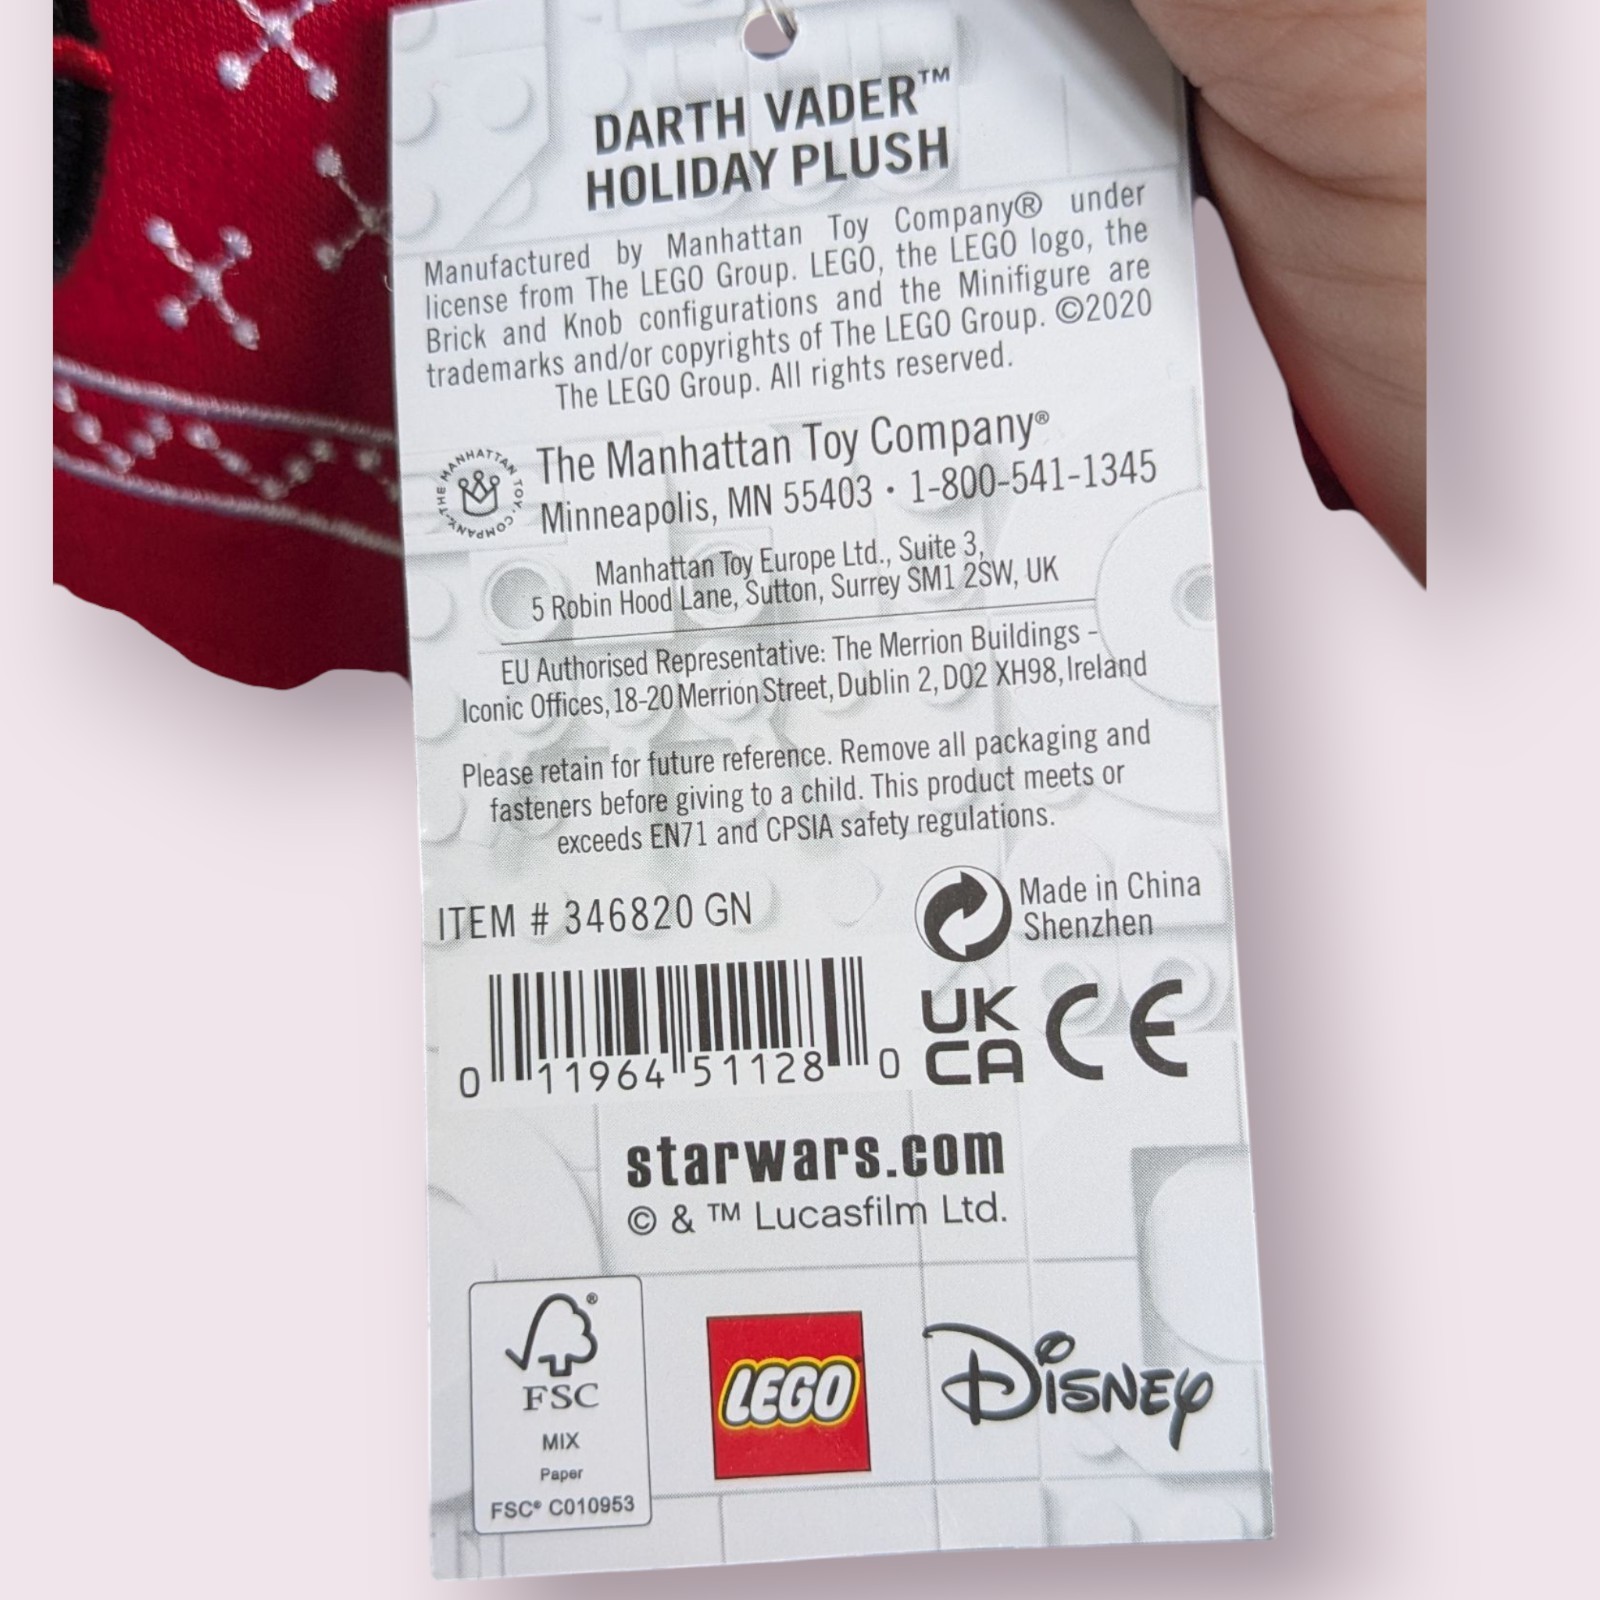 DARTH VADER™
HOLIDAY PLUSH
Manufactured by Manhattan Toy Company® under
license from The LEGO Group. LEGO, the LEGO logo, the
Brick and Knob configurations and the Minifigure are
trademarks and/or copyrights of The LEGO Group. ©2020
The LEGO Group. All rights reserved.
THE MANHATTAN TOY COMPANY
The Manhattan Toy Company®
Minneapolis, MN 55403 · 1-800-541-1345
Manhattan Toy Europe Ltd., Suite 3,
5 Robin Hood Lane, Sutton, Surrey SM1 2SW, UK
EU Authorised Representative: The Merrion Buildings -
Iconic Offices, 18-20 Merrion Street, Dublin 2, D02 XH98, Ireland
Please retain for future reference. Remove all packaging and
fasteners before giving to a child. This product meets or
exceeds EN71 and CPSIA safety regulations.
ITEM # 346820 GN
Made in China
Shenzhen
0 11964 51128 0
UK
CA
CE
starwars.com
© & ™ Lucasfilm Ltd.
FSC
®
MIX
Paper
FSC® C010953
LEGO
Disney